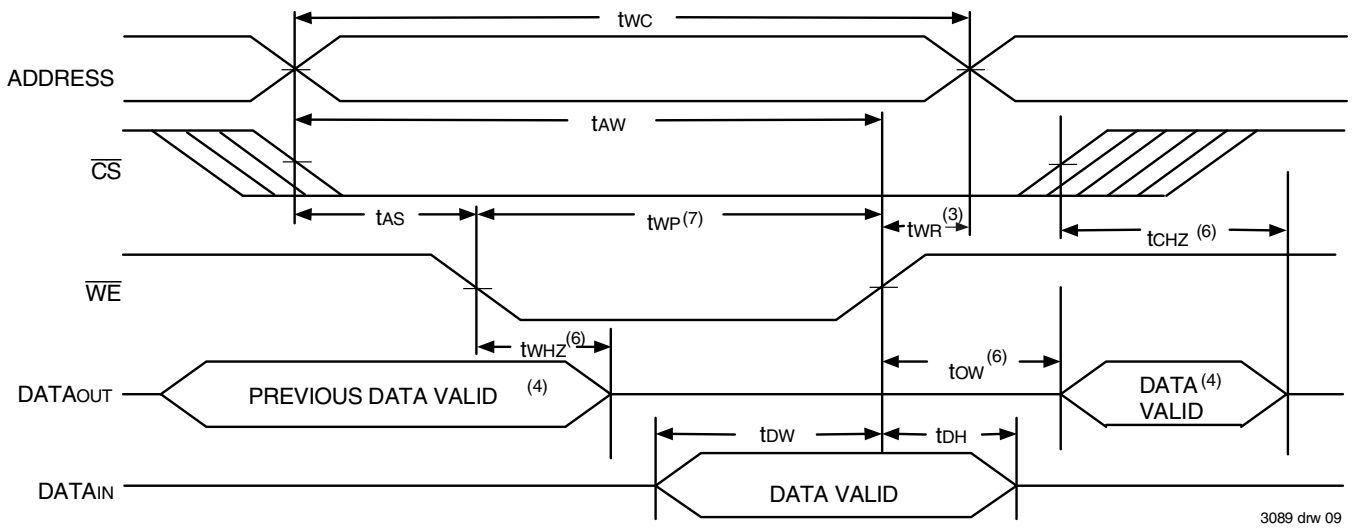 tWC
ADDRESS
tAW
CS
tAS
tWP (7)
tWR (3)
tCHZ (6)
WE
tWHZ (6)
tOW (6)
DATAOUT
PREVIOUS DATA VALID (4)
DATA (4)
VALID
tDW
tDH
DATAIN
DATA VALID
3089 drw 09